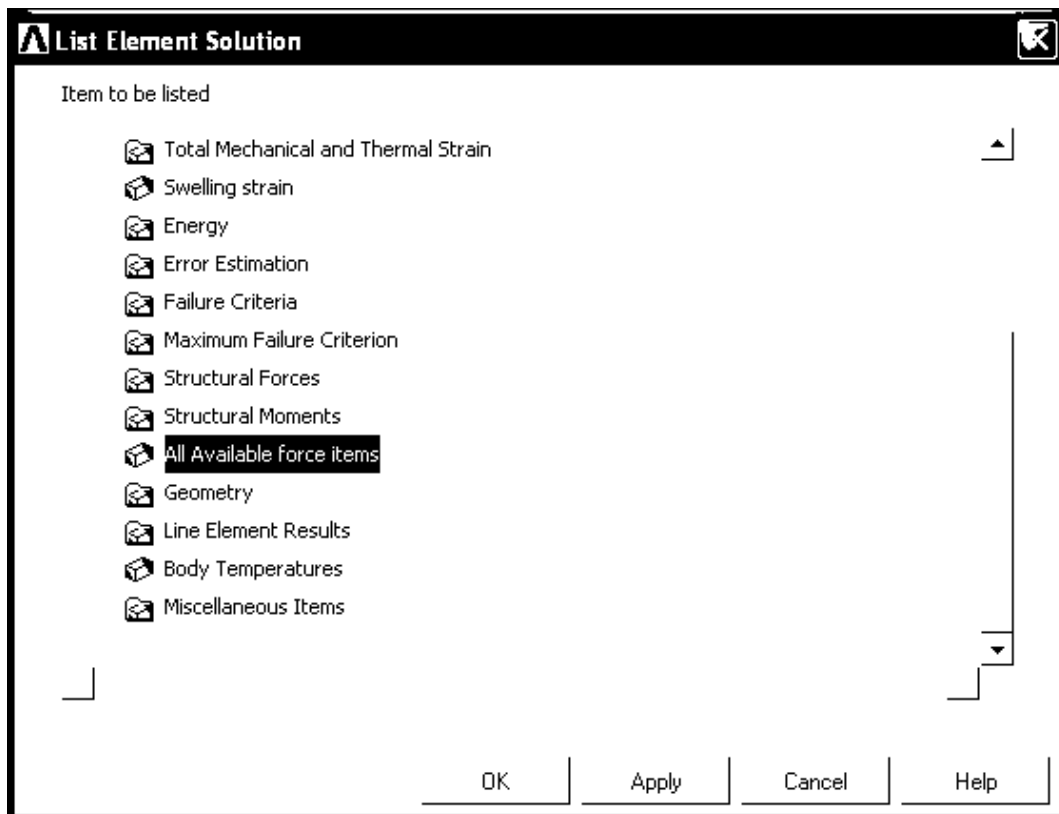 List Element Solution
Item to be listed
Total Mechanical and Thermal Strain
Swelling strain
Energy
Error Estimation
Failure Criteria
Maximum Failure Criterion
Structural Forces
Structural Moments
All Available force items
Geometry
Line Element Results
Body Temperatures
Miscellaneous Items
OK Apply Cancel Help